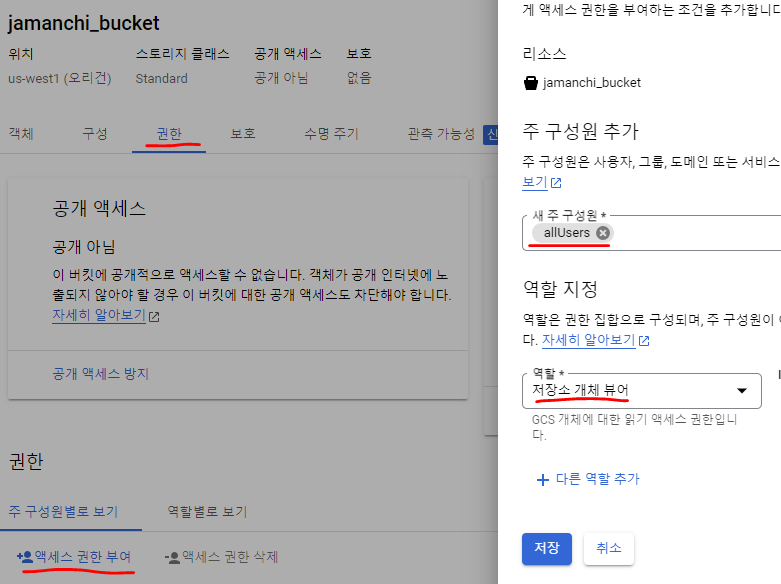 jamanchi_bucket
위치
스토리지 클래스
공개 액세스
보호
us-west1 (오리건)
Standard
공개 아님
없음
객체
구성
권한
보호
수명 주기
관측 가능성
공개 액세스
공개 아님
이 버킷에 공개적으로 액세스할 수 없습니다. 객체가 공개 인터넷에 노
출되지 않아야 할 경우 이 버킷에 대한 공개 액세스도 차단해야 합니다.
자세히 알아보기
공개 액세스 방지
권한
주 구성원별로 보기
역할별로 보기
액세스 권한 부여
액세스 권한 삭제
게 액세스 권한을 부여하는 조건을 추가합니다
리소스
jamanchi_bucket
주 구성원 추가
주 구성원은 사용자, 그룹, 도메인 또는 서비스
보기
새 주 구성원 *
allUsers
역할 지정
역할은 권한 집합으로 구성되며, 주 구성원이
다. 자세히 알아보기
역할 *
저장소 개체 뷰어
GCS 개체에 대한 읽기 액세스 권한입니
다.
다른 역할 추가
저장
취소